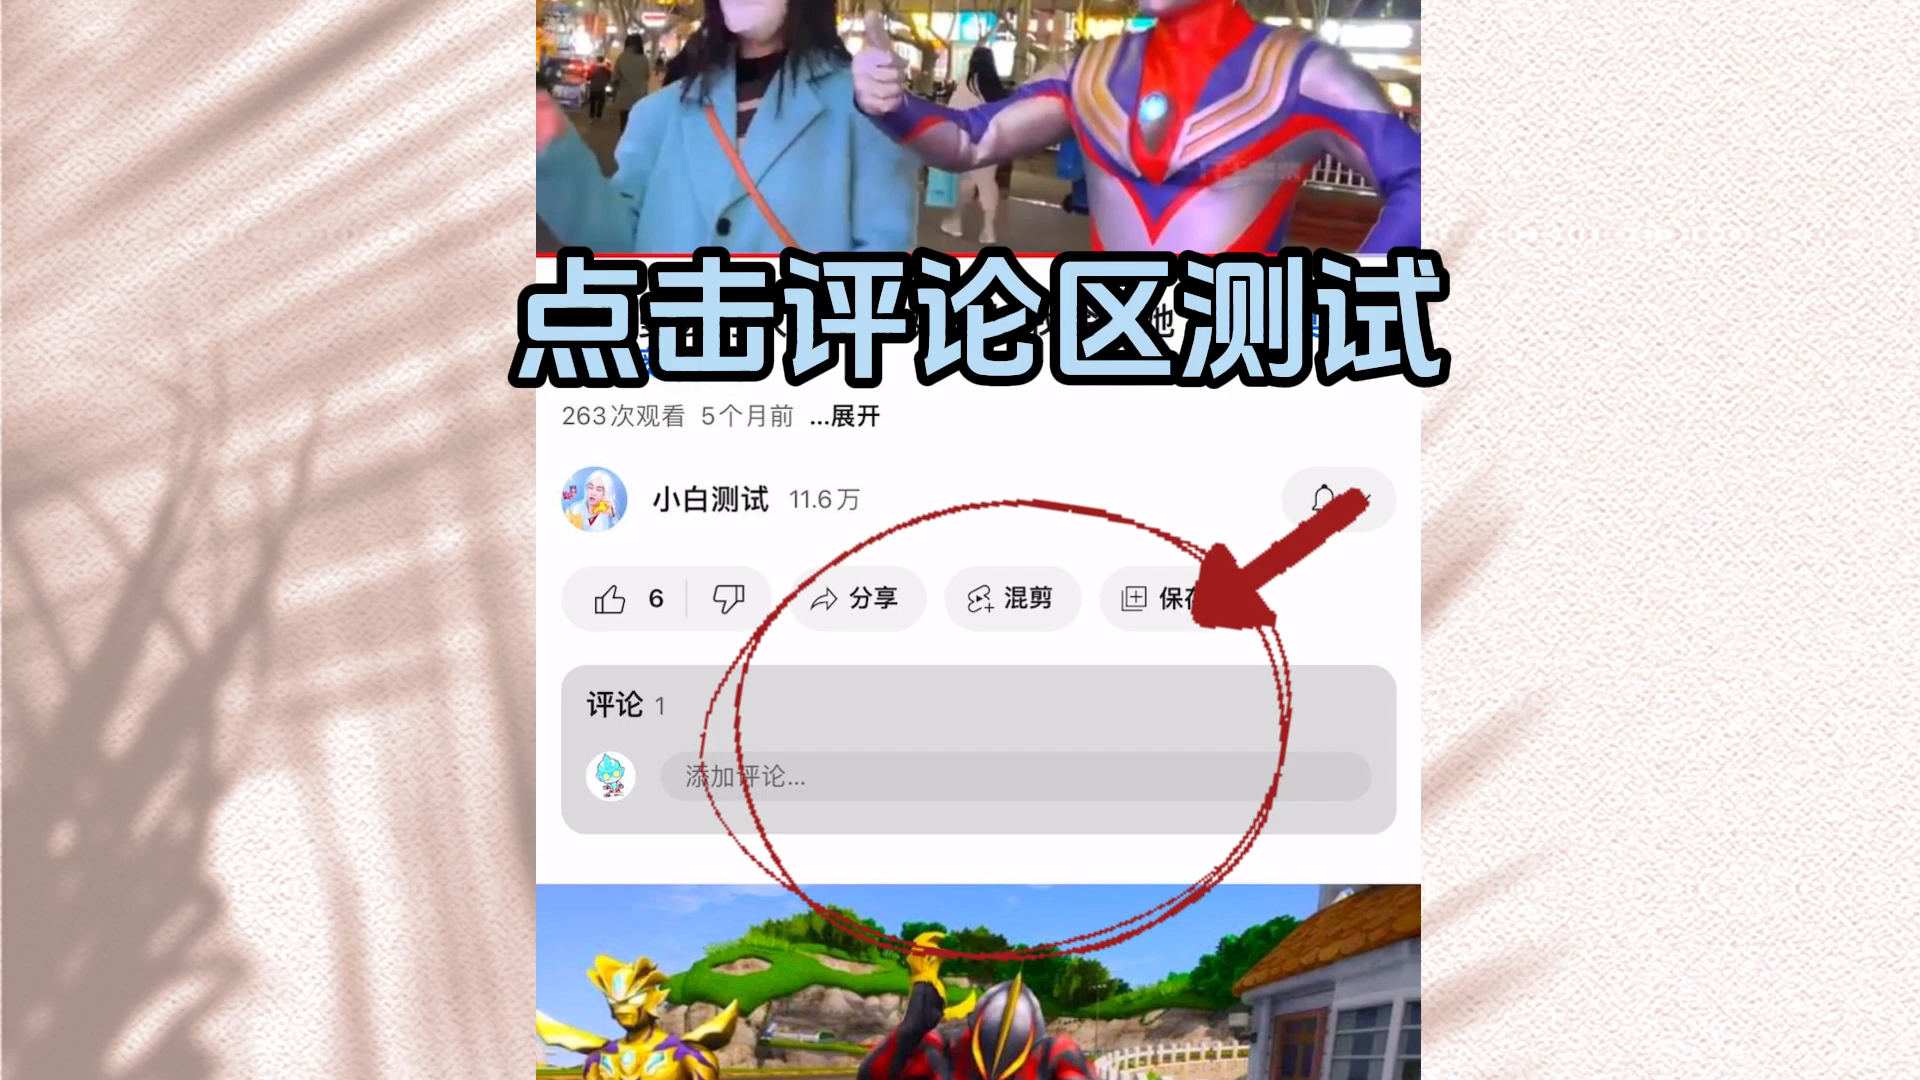 点击评论区测试
263次观看 5个月前 ...展开
小白测试 11.6万
6 分享 混剪 保存
评论 1
添加评论...